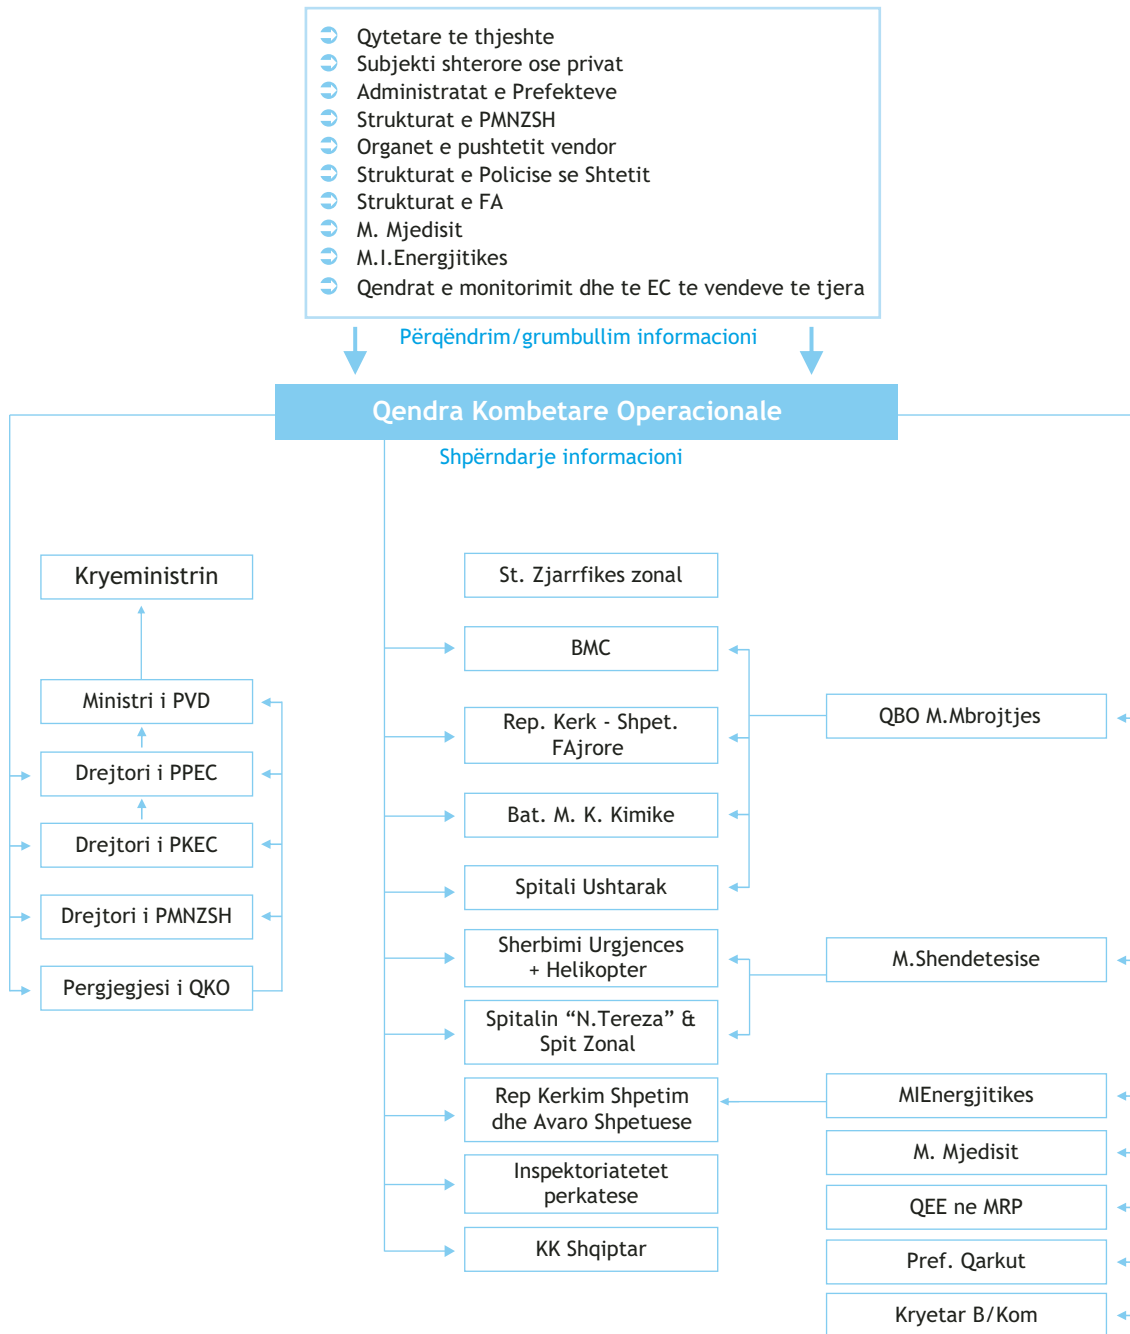 Qytetare te thjeshte
Subjekti shterore ose privat
Administratat e Prefekteve
Strukturat e PMNZSH
Organet e pushtetit vendor
Strukturat e Policise se Shtetit
Strukturat e FA
M. Mjedisit
M.I.Energjitikes
Qendrat e monitorimit dhe te EC te vendeve te tjera
Përqëndrim/grumbullim informacioni
Qendra Kombetare Operacionale
Shpërndarje informacioni
Kryeministrin
Ministri i PVD
Drejtori i PPEC
Drejtori i PKEC
Drejtori i PMNZSH
Pergjegjesi i QKO
St. Zjarrfikes zonal
BMC
Rep. Kerk - Shpet.
FAjrore
Bat. M. K. Kimike
Spitali Ushtarak
Sherbimi Urgjences
+ Helikopter
Spitalin “N.Tereza” &
Spit Zonal
Rep Kerkim Shpetim
dhe Avaro Shpetuese
Inspektoriatetet
perkatese
KK Shqiptar
QBO M.Mbrojtjes
M.Shendetesise
MIEnergjitikes
M. Mjedisit
QEE ne MRP
Pref. Qarkut
Kryetar B/Kom